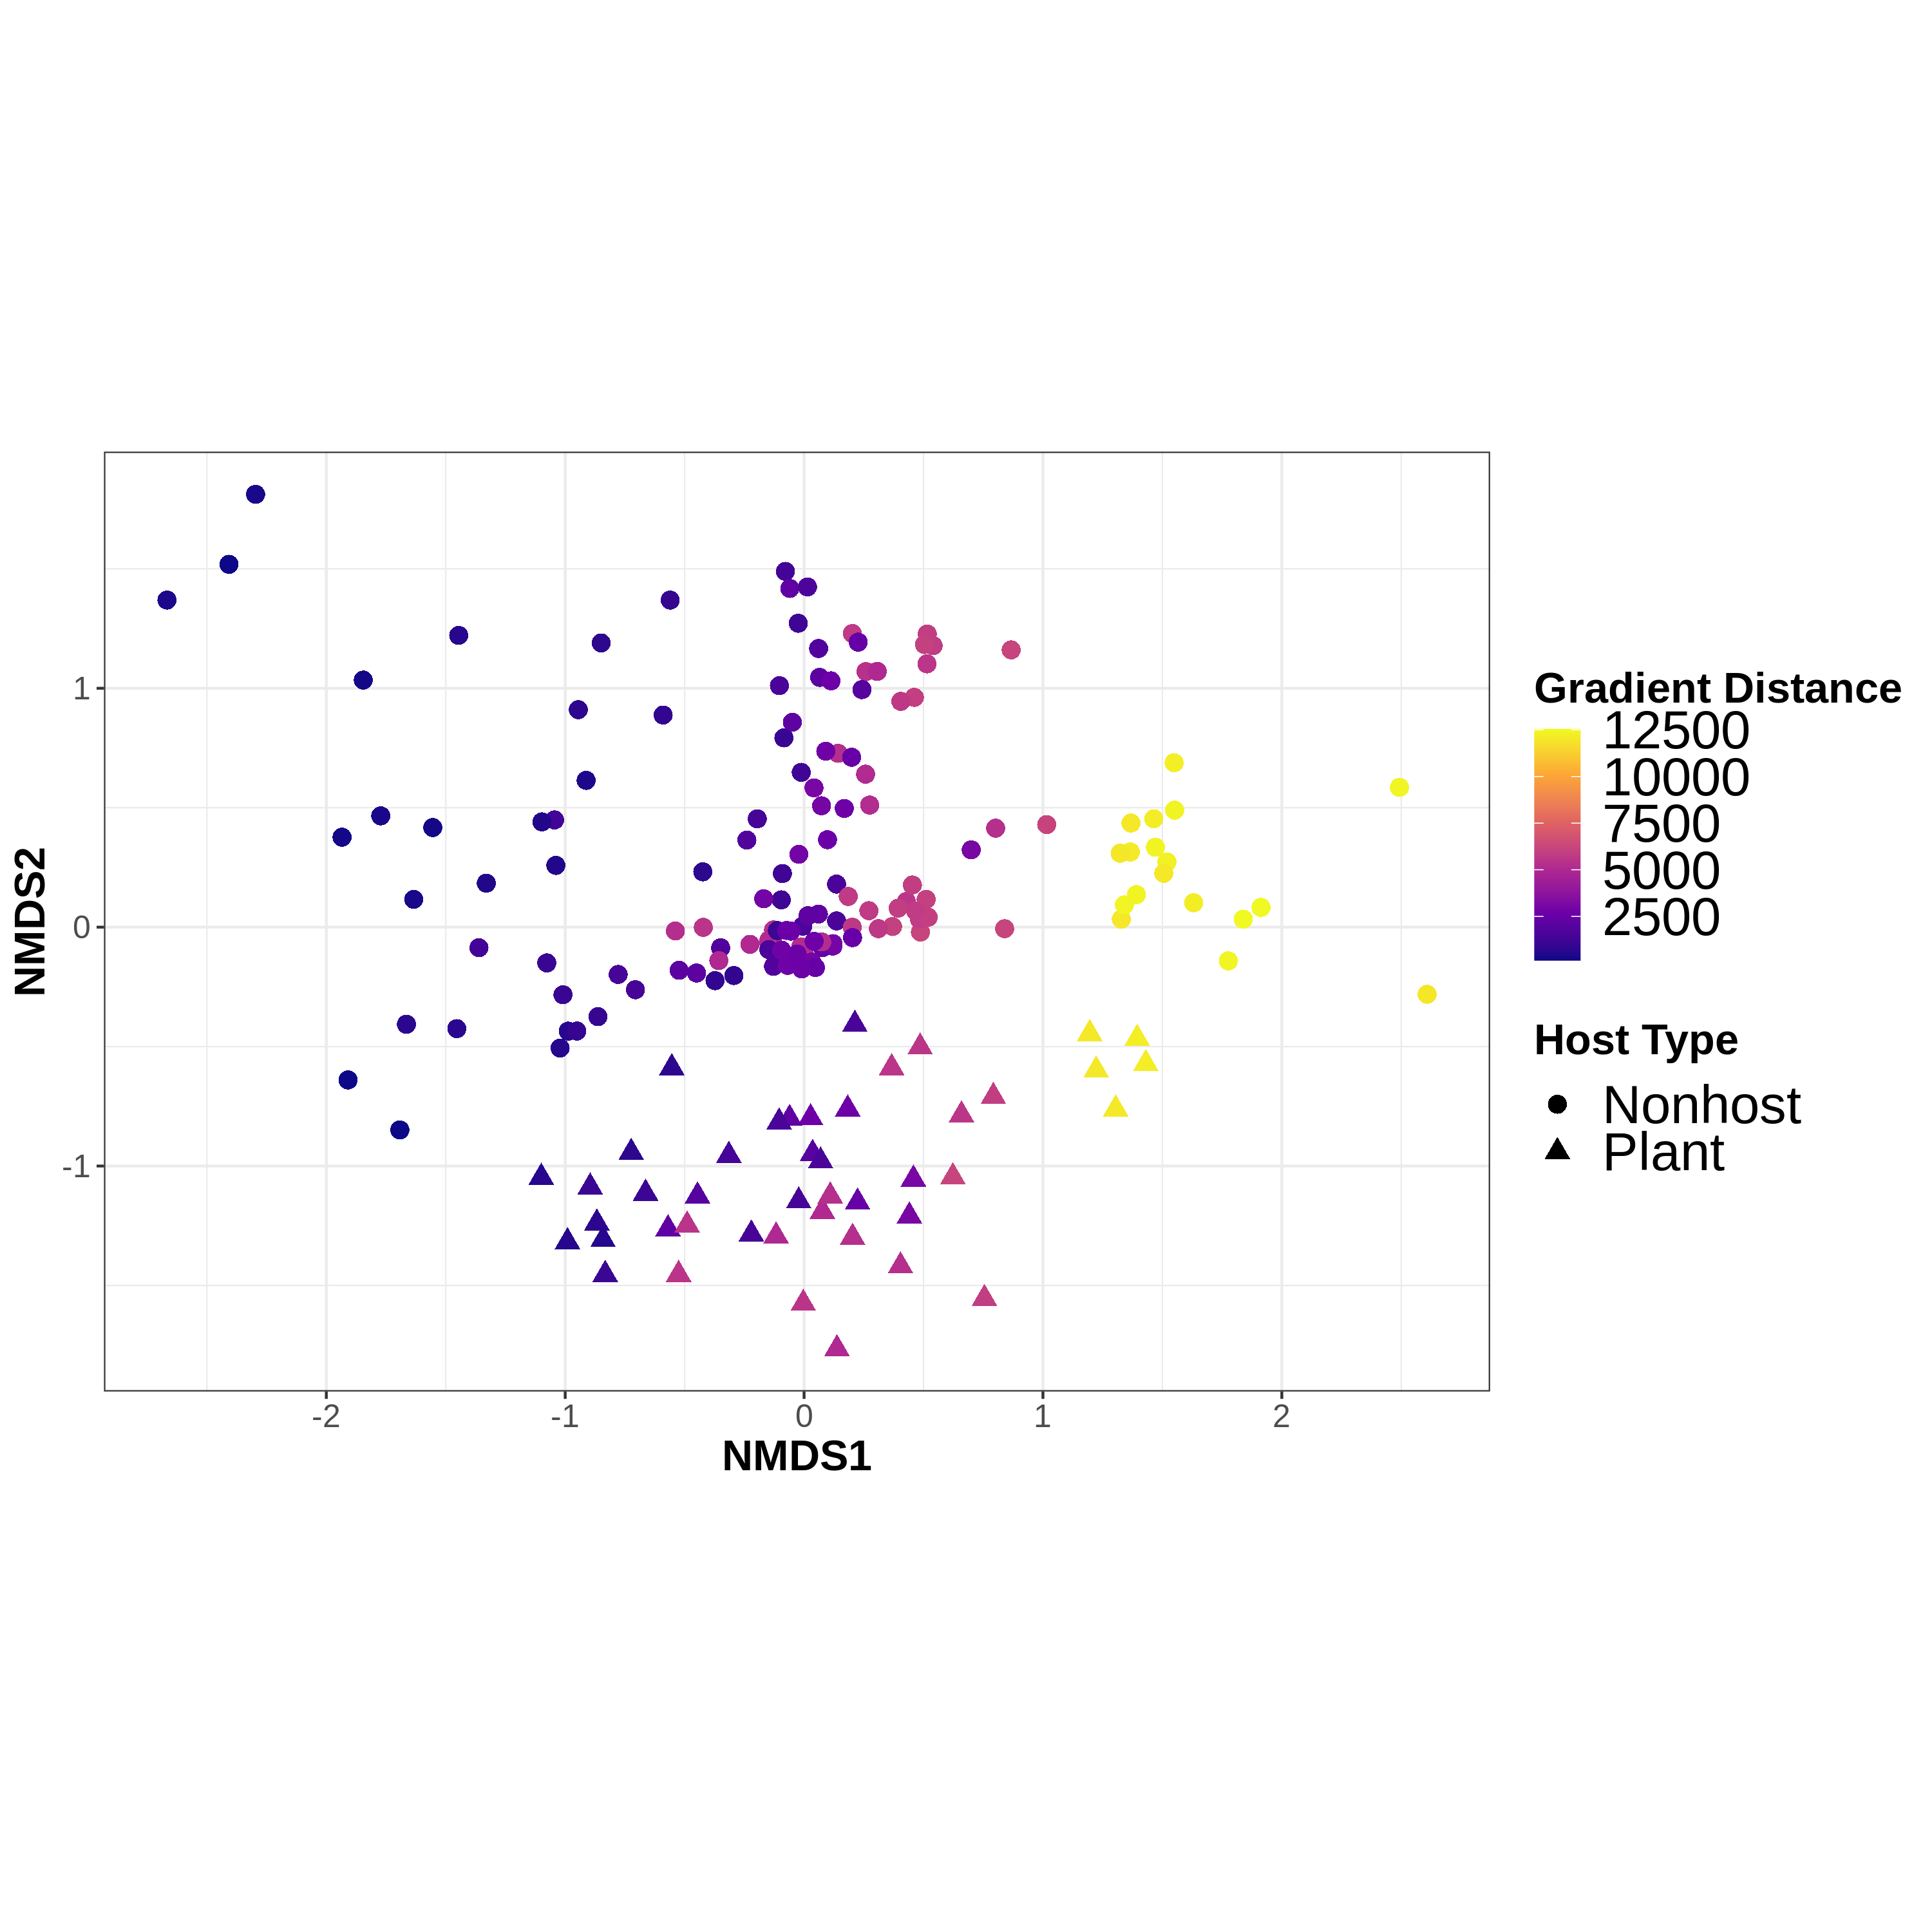 1
0
-1
NMDS2
-2
-1
0
1
2
NMDS1
Gradient Distance
12500
10000
7500
5000
2500
Host Type
Nonhost
Plant